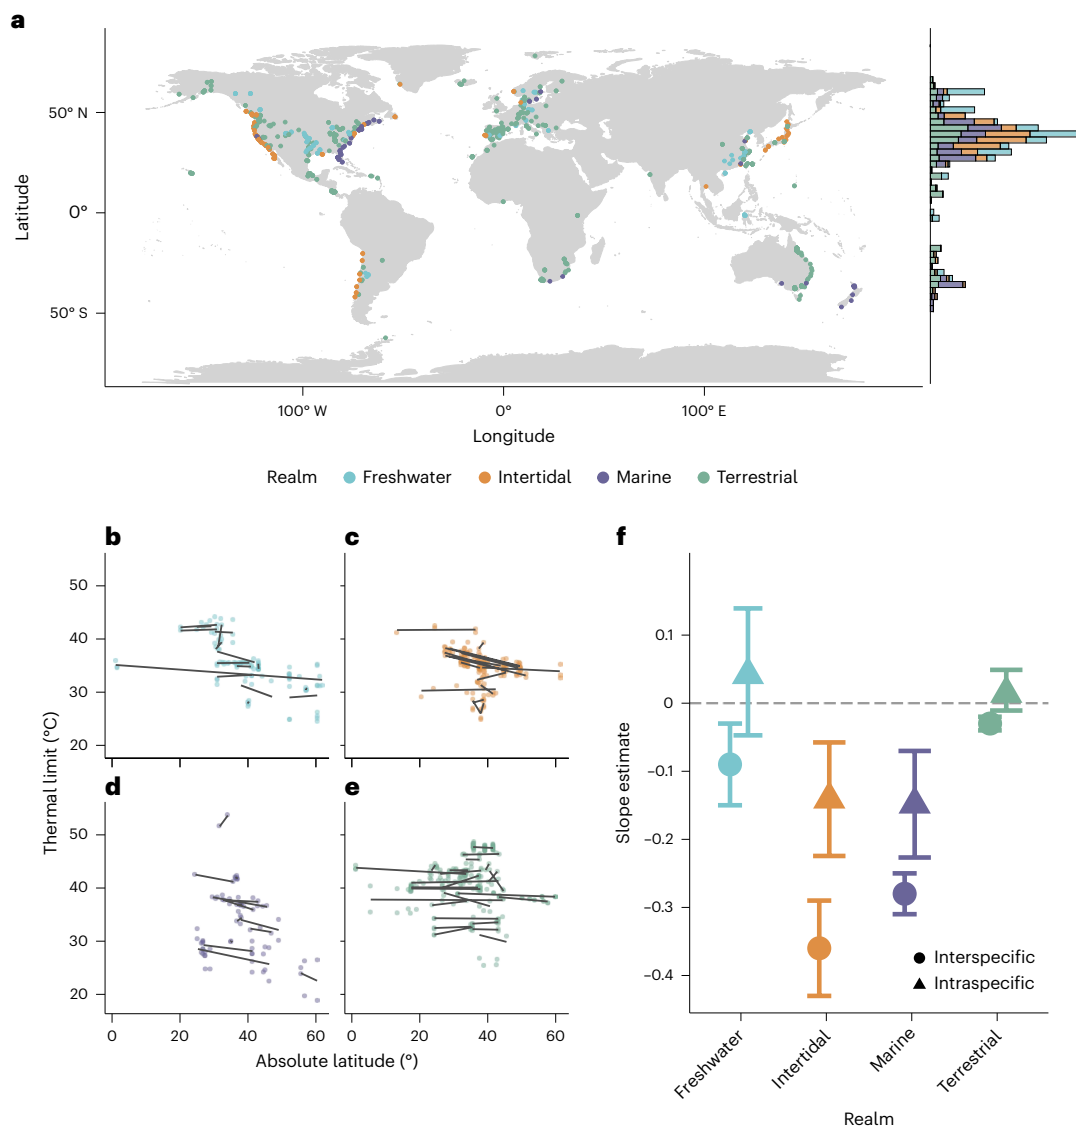 a
Latitude
50° N
0°
50° S
100° W
0°
100° E
Longitude
Realm
Freshwater
Intertidal
Marine
Terrestrial
b
c
Thermal limit (°C)
50
40
30
20
d
e
50
40
30
20
0
20
40
60
0
20
40
60
Absolute latitude (°)
f
Slope estimate
0.1
0
–0.1
–0.2
–0.3
–0.4
Interspecific
Intraspecific
Freshwater
Intertidal
Marine
Terrestrial
Realm